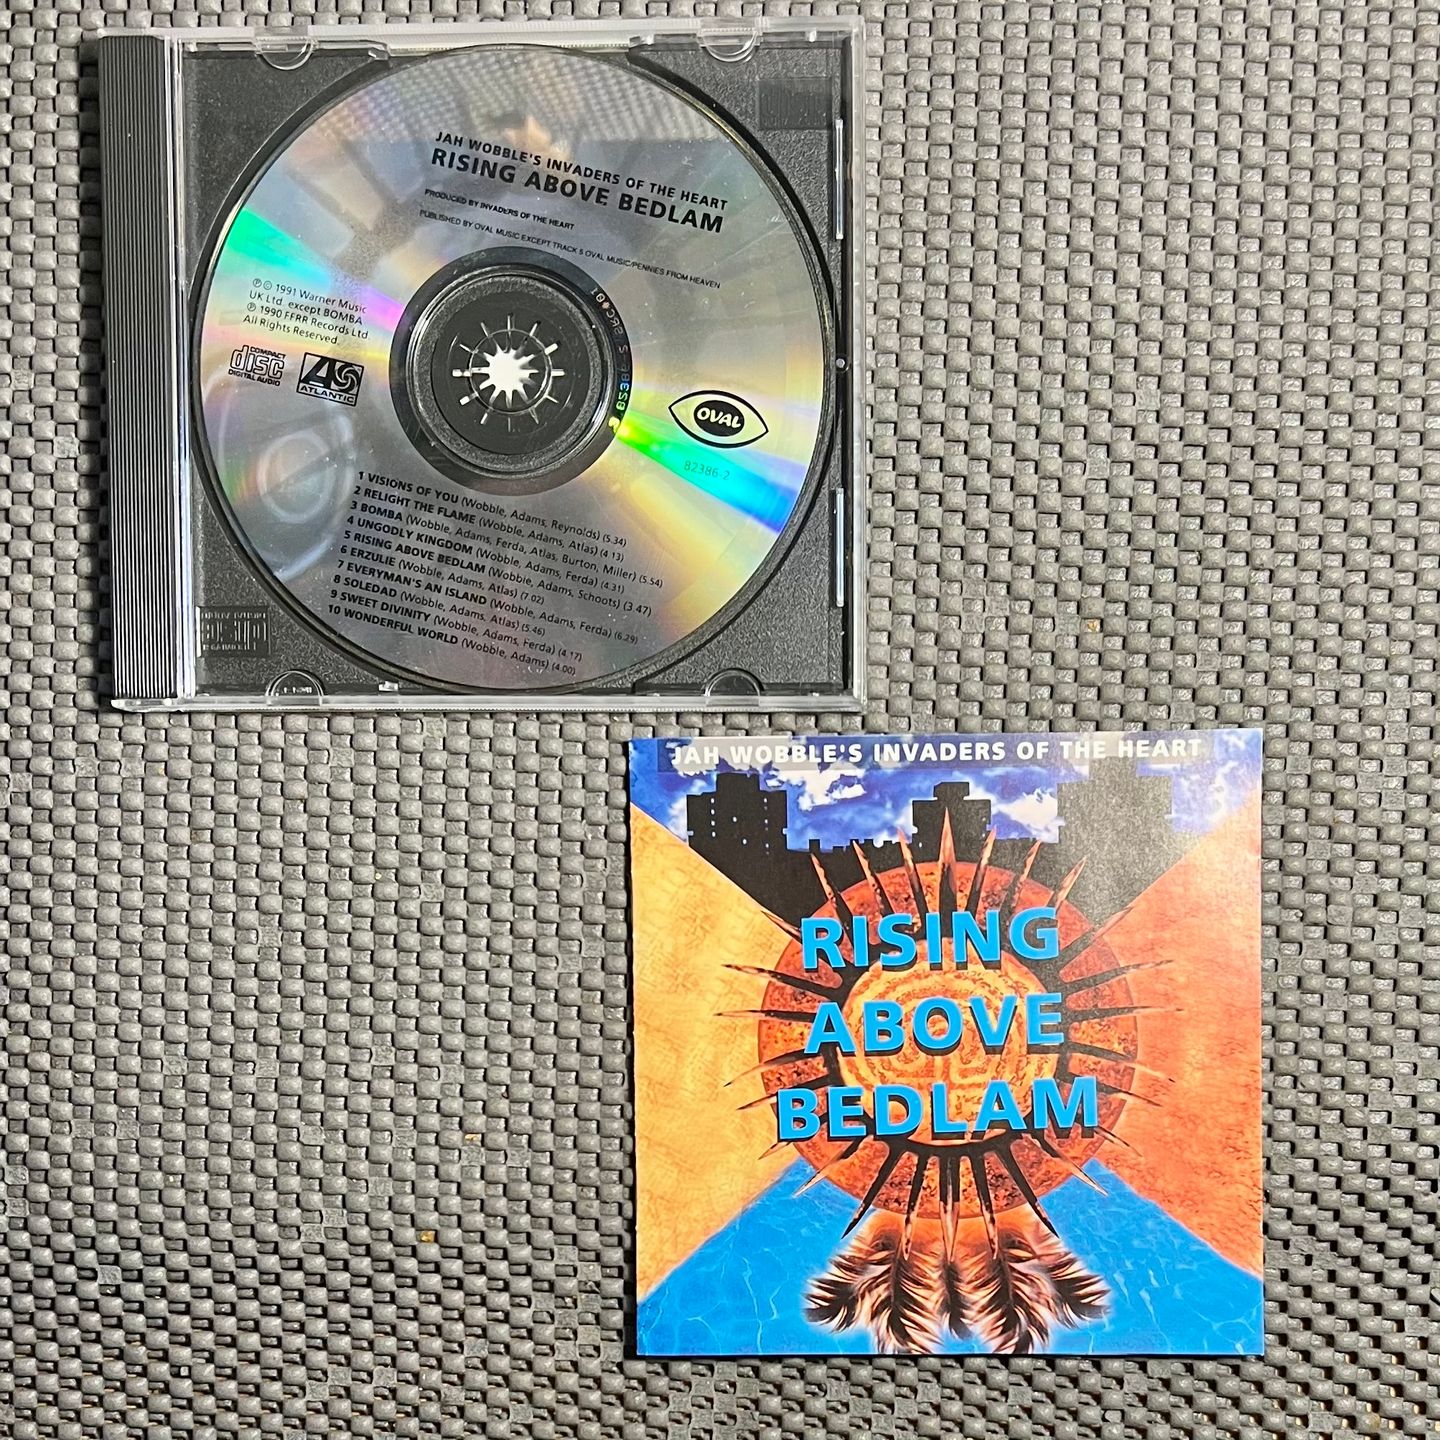 JAH WOBBLE'S INVADERS OF THE HEART
RISING ABOVE BEDLAM
PRODUCED BY INVADERS OF THE HEART
PUBLISHED BY OVAL MUSIC EXCEPT TRACK 5 OVAL MUSIC/PENNIES FROM HEAVEN
℗© 1991 Warner Music
UK Ltd. except BOMBA
℗ 1990 FFRR Records Ltd
All Rights Reserved.
COMPACT
disc
DIGITAL AUDIO
ATLANTIC
OVAL
82386-2
1 VISIONS OF YOU (Wobble, Adams, Reynolds) (5.34)
2 RELIGHT THE FLAME (Wobble, Adams, Atlas) (4.13)
3 BOMBA (Wobble, Adams, Ferda, Atlas, Burton, Miller) (5.54)
4 UNGODLY KINGDOM (Wobble, Adams, Ferda) (4.31)
5 RISING ABOVE BEDLAM (Wobble, Adams, Schoots) (3.47)
6 ERZULIE (Wobble, Adams, Atlas) (7.02)
7 EVERYMAN'S AN ISLAND (Wobble, Adams, Ferda) (6.29)
8 SOLEDAD (Wobble, Adams, Atlas) (5.46)
9 SWEET DIVINITY (Wobble, Adams, Ferda) (4.17)
10 WONDERFUL WORLD (Wobble, Adams) (4.00)
JAH WOBBLE'S INVADERS OF THE HEART
RISING
ABOVE
BEDLAM